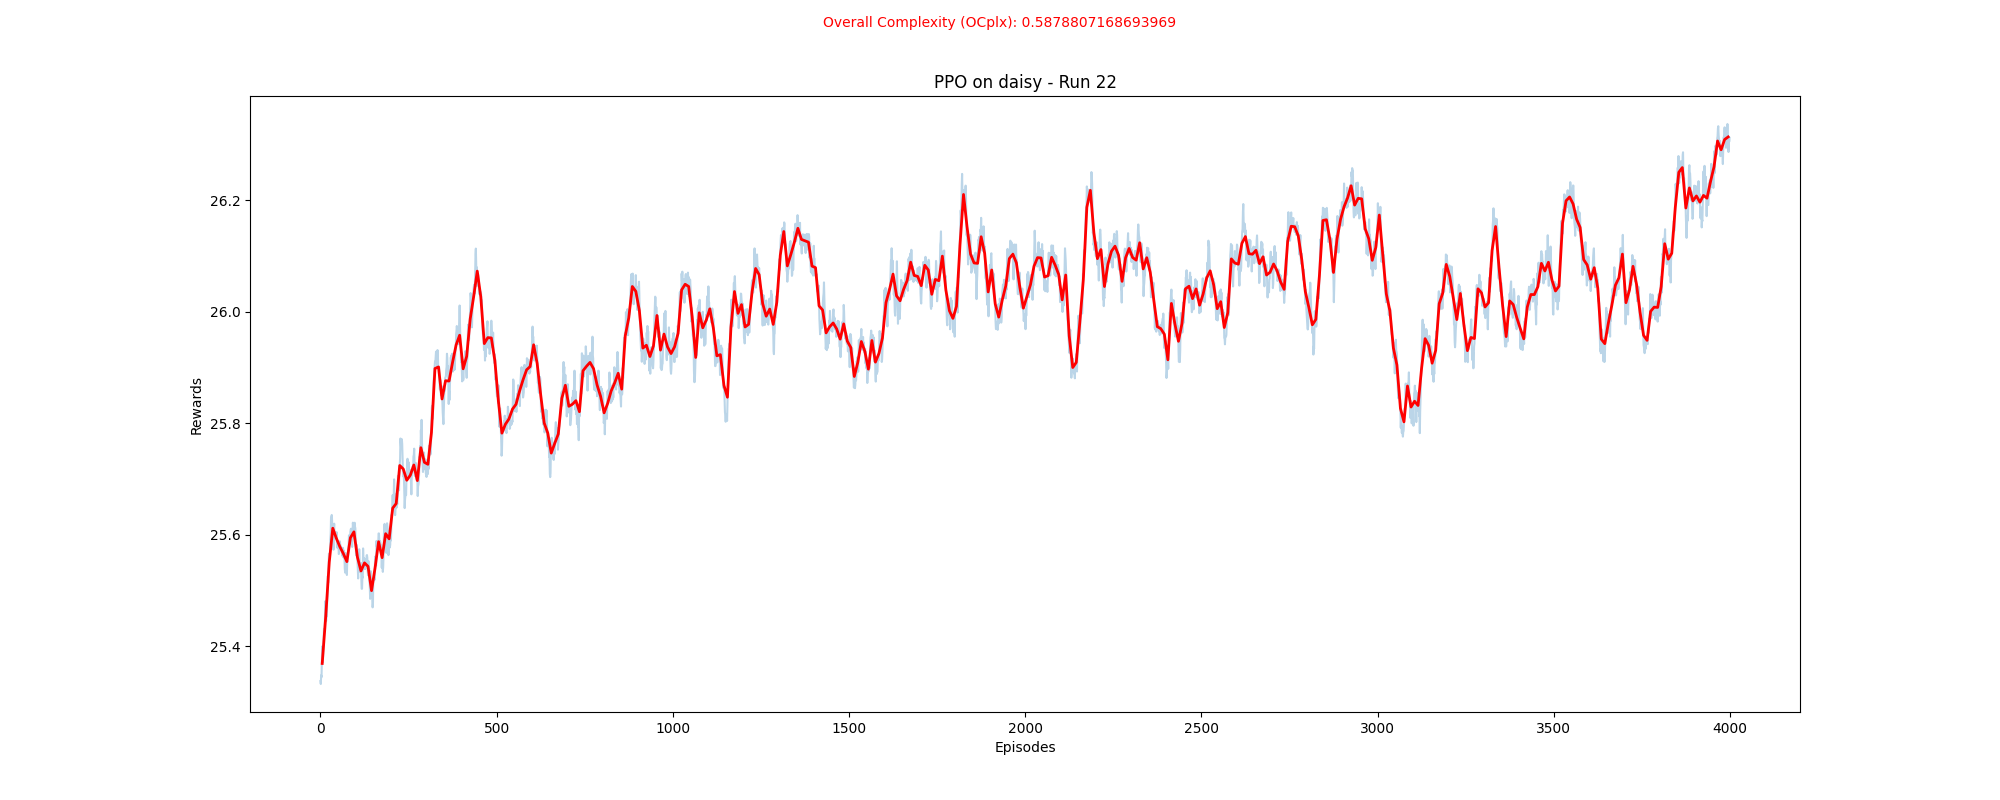 Overall Complexity (OCplx): 0.5878807168693969
PPO on daisy - Run 22
26.2
26.0
25.8
25.6
25.4
Rewards
0 500 1000 1500 2000 2500 3000 3500 4000
Episodes